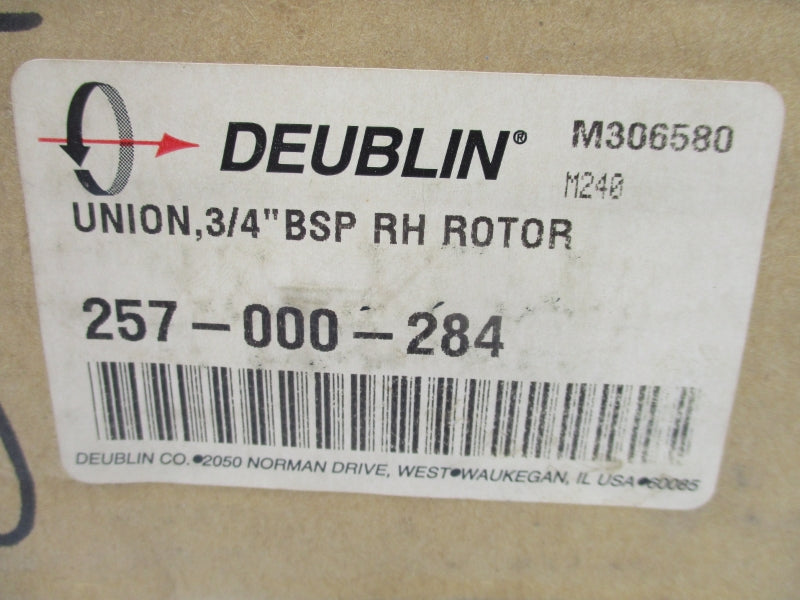 DEUBLIN® M306580
M240
UNION,3/4"BSP RH ROTOR
257-000-284
DEUBLIN CO.●2050 NORMAN DRIVE, WEST●WAUKEGAN, IL USA●60085